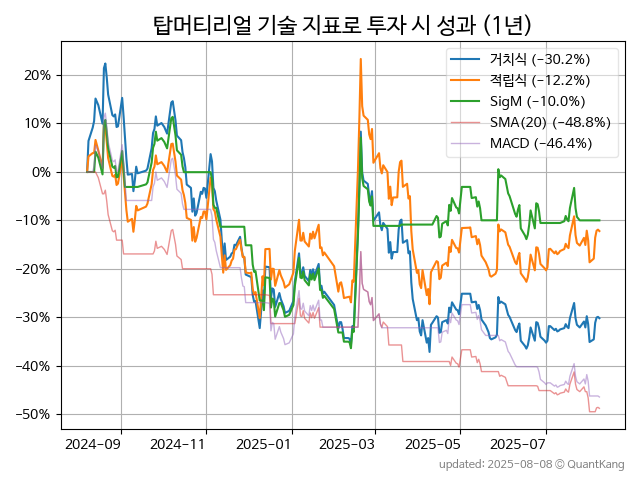 탑머티리얼 기술 지표로 투자 시 성과 (1년)
거치식 (−30.2%)
적립식 (−12.2%)
SigM (−10.0%)
SMA(20) (−48.8%)
MACD (−46.4%)
20%
10%
0%
−10%
−20%
−30%
−40%
−50%
2024-09
2024-11
2025-01
2025-03
2025-05
2025-07
updated: 2025-08-08 © QuantKang